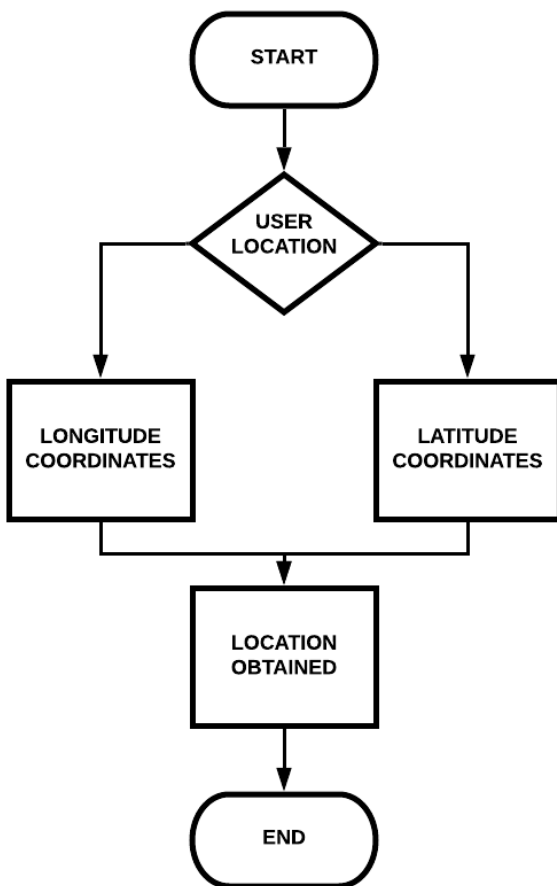 START
USER
LOCATION
LONGITUDE
COORDINATES
LATITUDE
COORDINATES
LOCATION
OBTAINED
END